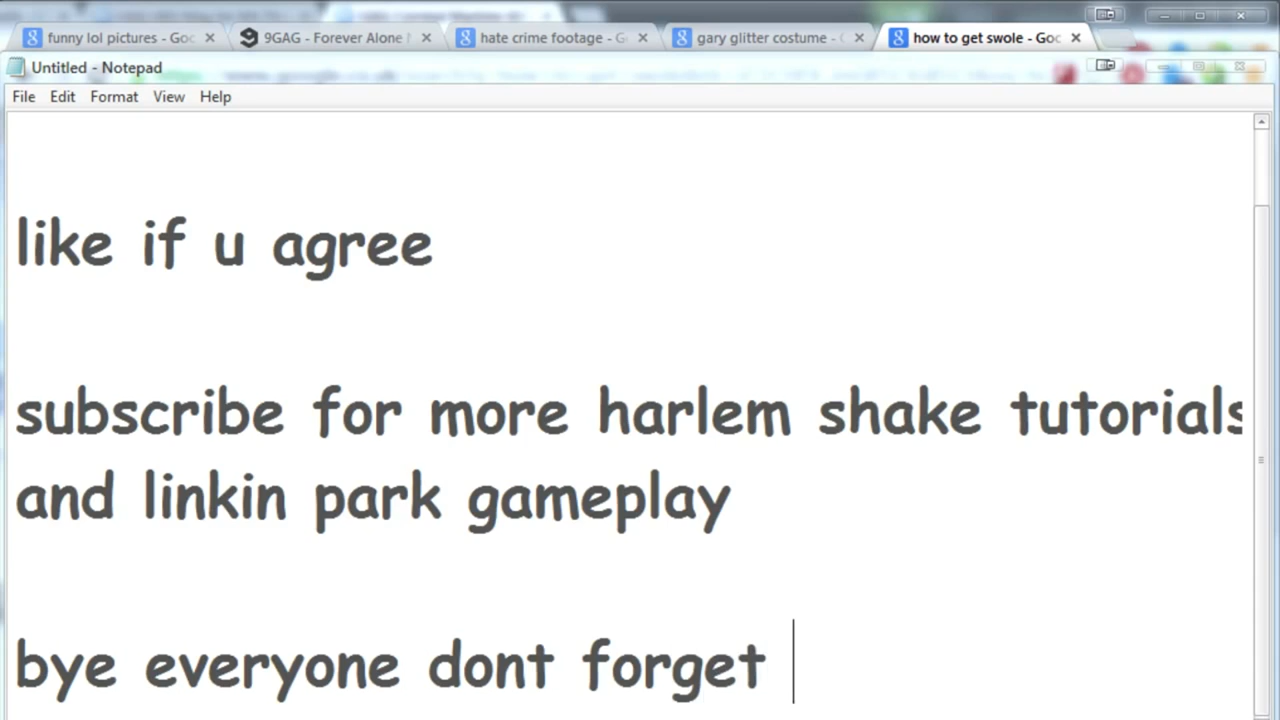 funny lol pictures - Goo
9GAG - Forever Alone
hate crime footage - G
gary glitter costume -
how to get swole - Goo
Untitled - Notepad
File Edit Format View Help
like if u agree
subscribe for more harlem shake tutorials
and linkin park gameplay
bye everyone dont forget